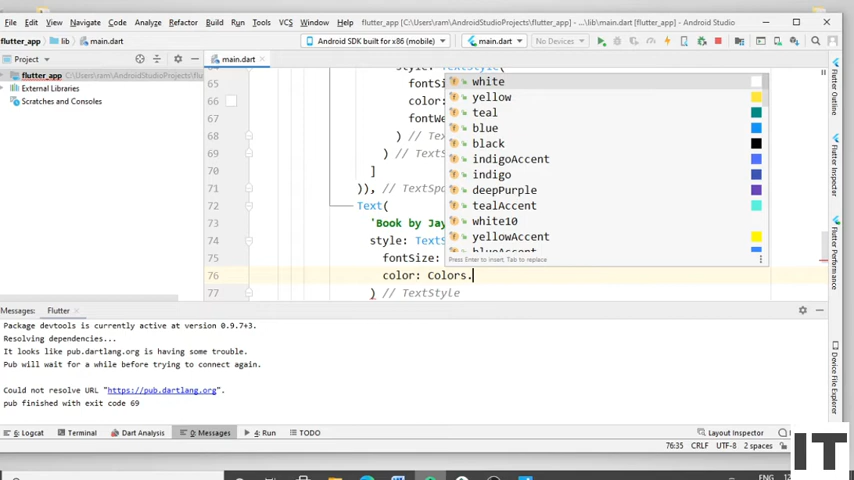 File Edit View Navigate Code Analyze Refactor Build Run Tools VCS Window Help flutter_app [C:\Users\ram\AndroidStudioProjects\flutter_app] - ...\lib\main.dart [flutter_app] - Android Studio
flutter_app lib main.dart Android SDK built for x86 (mobile) main.dart No Devices
Project main.dart
flutter_app C:\Users\ram\AndroidStudioProjects\flu
External Libraries
Scratches and Consoles
65 fontSi
66 color:
67 fontWe
68 ) // Tex
69 ) // TextS
70 ]
71 )), // TextSpa
72 Text(
73 'Book by Jay
74 style: TextS
75 fontSize:
76 color: Colors.
77 ) // TextStyle
white
yellow
teal
blue
black
indigoAccent
indigo
deepPurple
tealAccent
white10
yellowAccent
blueAccent
Press Enter to insert, Tab to replace
Flutter Outline
Flutter Inspector
Flutter Performance
Device File Explorer
Messages: Flutter
Package devtools is currently active at version 0.9.7+3.
Resolving dependencies...
It looks like pub.dartlang.org is having some trouble.
Pub will wait for a while before trying to connect again.
Could not resolve URL "https://pub.dartlang.org".
pub finished with exit code 69
6: Logcat Terminal Dart Analysis 0: Messages 4: Run TODO Layout Inspector
76:35 CRLF UTF-8 2 spaces
ENG
IT